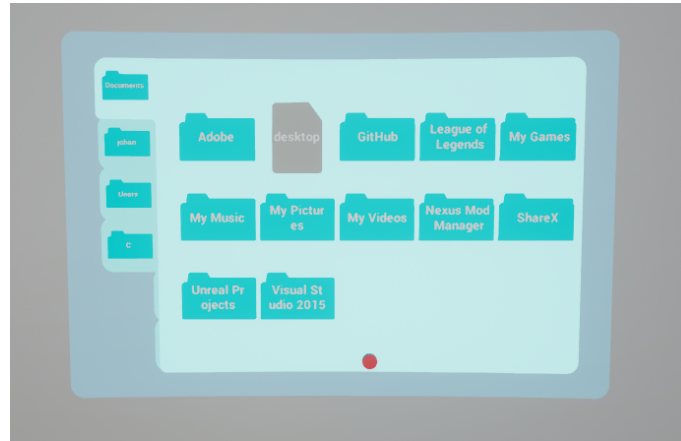 Documents
johan
Users
C
Adobe
desktop
GitHub
League of
Legends
My Games
My Music
My Pictur
es
My Videos
Nexus Mod
Manager
ShareX
Unreal Pr
ojects
Visual St
udio 2015